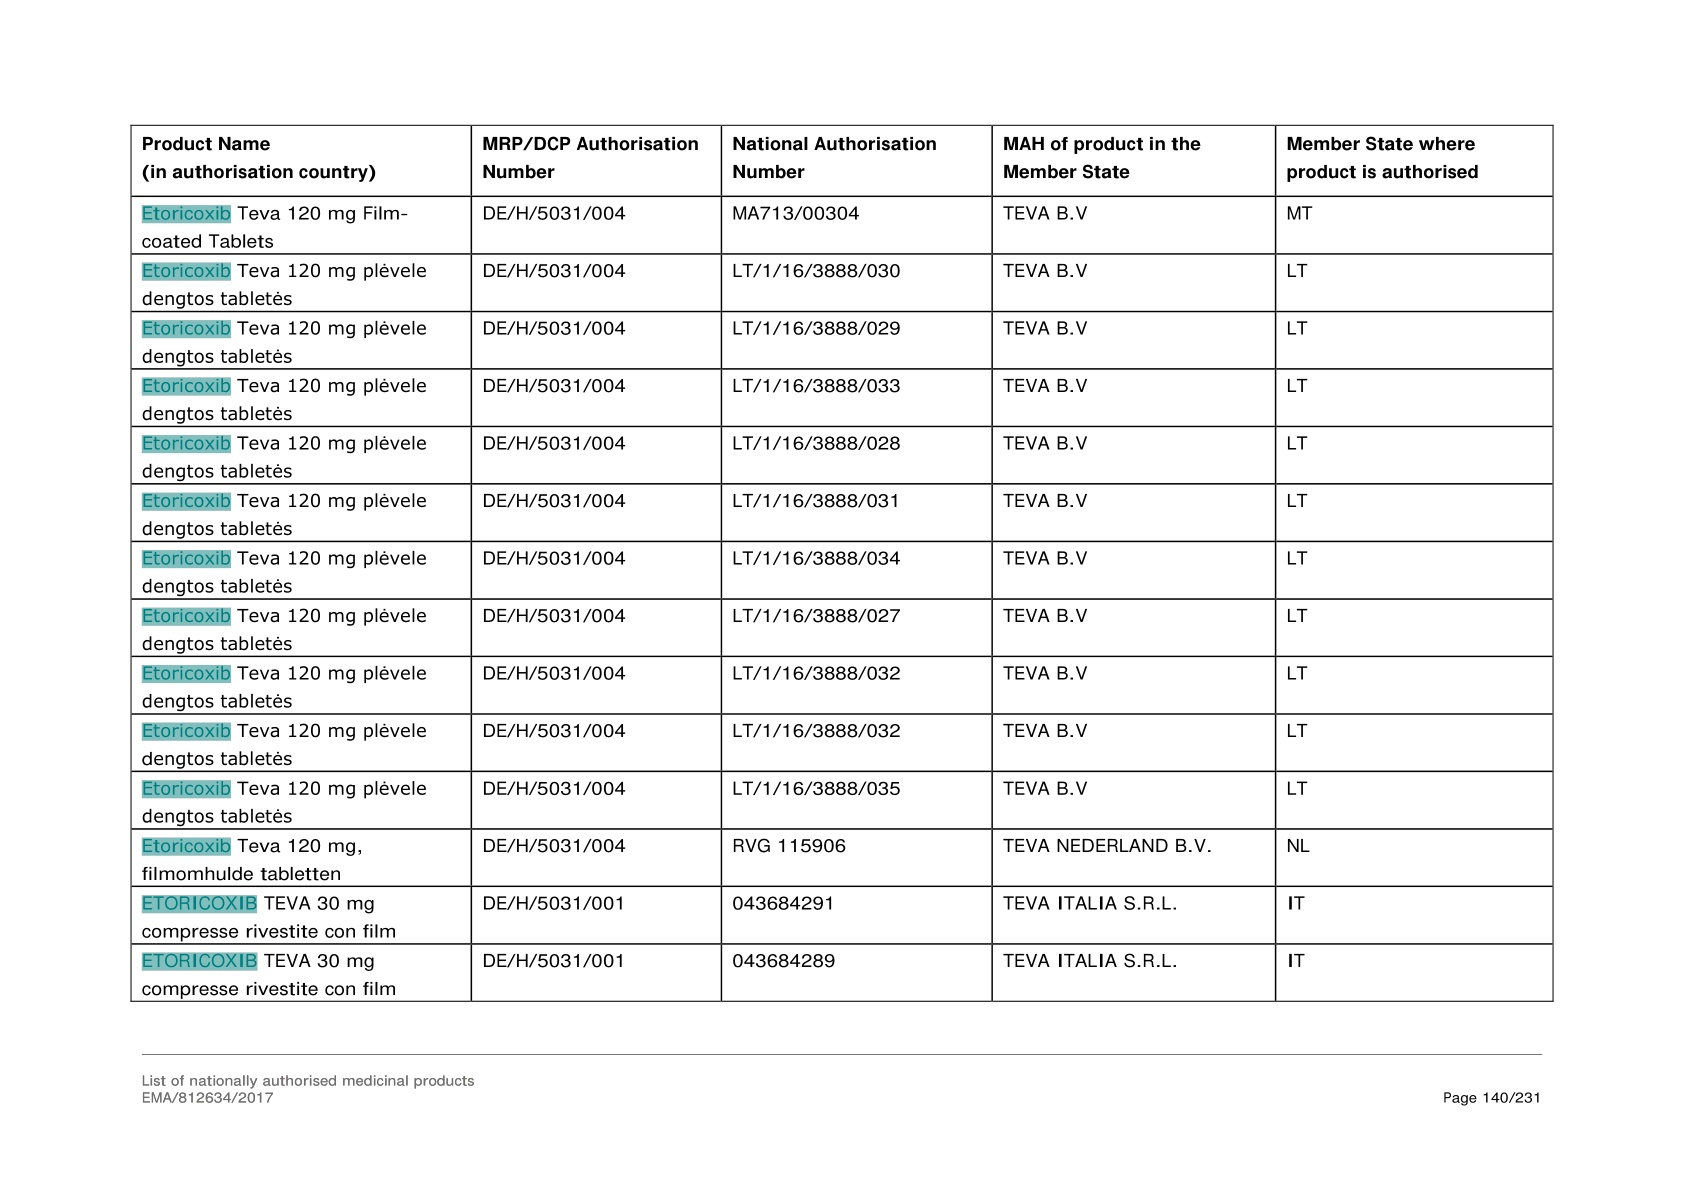 Product Name MRP/DCP Authorisation National Authorisation MAH of product in the Member State where
(in authorisation country) Number Number Member State product is authorised
Etoricoxib Teva 120 mg Film- DE/H/5031/004 MA713/00304 TEVA B.V MT
coated Tablets
Etoricoxib Teva 120 mg plėvele DE/H/5031/004 LT/1/16/3888/030 TEVA B.V LT
dengtos tabletės
Etoricoxib Teva 120 mg plėvele DE/H/5031/004 LT/1/16/3888/029 TEVA B.V LT
dengtos tabletės
Etoricoxib Teva 120 mg plėvele DE/H/5031/004 LT/1/16/3888/033 TEVA B.V LT
dengtos tabletės
Etoricoxib Teva 120 mg plėvele DE/H/5031/004 LT/1/16/3888/028 TEVA B.V LT
dengtos tabletės
Etoricoxib Teva 120 mg plėvele DE/H/5031/004 LT/1/16/3888/031 TEVA B.V LT
dengtos tabletės
Etoricoxib Teva 120 mg plėvele DE/H/5031/004 LT/1/16/3888/034 TEVA B.V LT
dengtos tabletės
Etoricoxib Teva 120 mg plėvele DE/H/5031/004 LT/1/16/3888/027 TEVA B.V LT
dengtos tabletės
Etoricoxib Teva 120 mg plėvele DE/H/5031/004 LT/1/16/3888/032 TEVA B.V LT
dengtos tabletės
Etoricoxib Teva 120 mg plėvele DE/H/5031/004 LT/1/16/3888/032 TEVA B.V LT
dengtos tabletės
Etoricoxib Teva 120 mg plėvele DE/H/5031/004 LT/1/16/3888/035 TEVA B.V LT
dengtos tabletės
Etoricoxib Teva 120 mg, DE/H/5031/004 RVG 115906 TEVA NEDERLAND B.V. NL
filmomhulde tabletten
ETORICOXIB TEVA 30 mg DE/H/5031/001 043684291 TEVA ITALIA S.R.L. IT
compresse rivestite con film
ETORICOXIB TEVA 30 mg DE/H/5031/001 043684289 TEVA ITALIA S.R.L. IT
compresse rivestite con film
List of nationally authorised medicinal products
EMA/812634/2017 Page 140/231